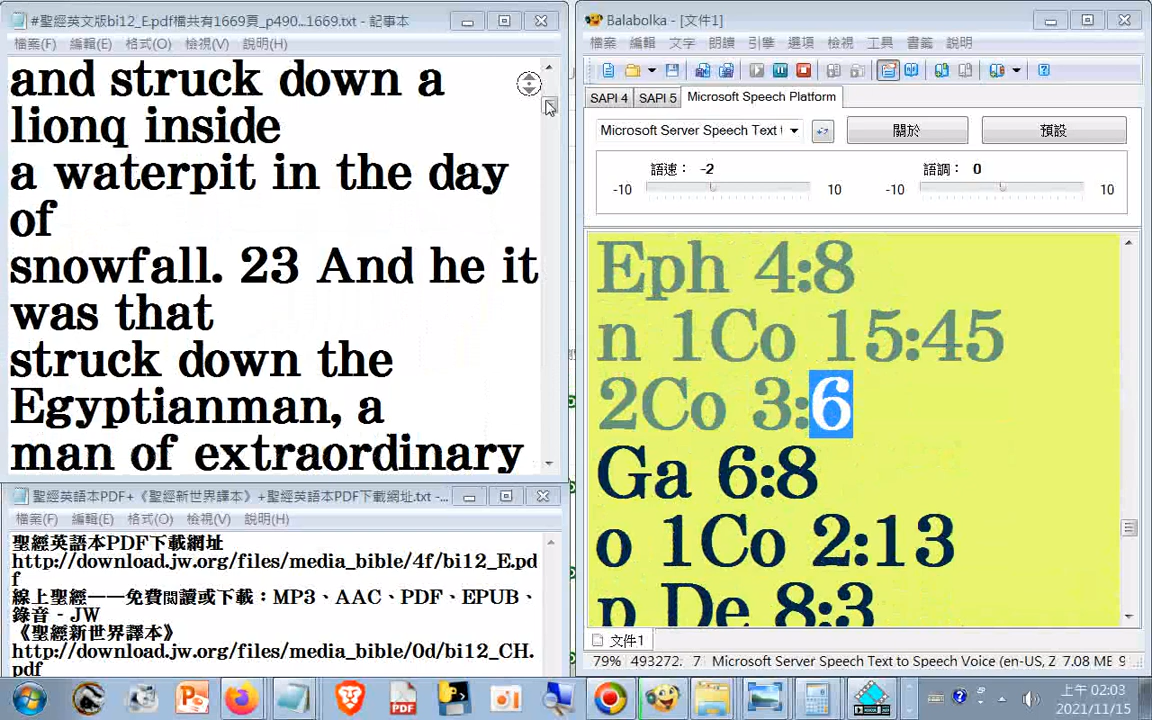 #聖經英文版bi12_E.pdf檔共有1669頁_p490...1669.txt - 記事本
檔案(F) 編輯(E) 格式(O) 檢視(V) 說明(H)
and struck down a
lionq inside
a waterpit in the day
of
snowfall. 23 And he it
was that
struck down the
Egyptianman, a
man of extraordinary
聖經英語本PDF+《聖經新世界譯本》+聖經英語本PDF下載網址.txt - ...
檔案(F) 編輯(E) 格式(O) 檢視(V) 說明(H)
聖經英語本PDF下載網址
http://download.jw.org/files/media_bible/4f/bi12_E.pd
f
線上聖經——免費閱讀或下載：MP3、AAC、PDF、EPUB、
錄音 - JW
《聖經新世界譯本》
http://download.jw.org/files/media_bible/0d/bi12_CH.
pdf
Balabolka - [文件1]
檔案 編輯 文字 朗讀 引擎 選項 檢視 工具 書籤 說明
SAPI 4 SAPI 5 Microsoft Speech Platform
Microsoft Server Speech Text 關於 預設
語速： -2 語調： 0
-10 10 -10 10
Eph 4:8
n 1Co 15:45
2Co 3:6
Ga 6:8
o 1Co 2:13
p De 8:3
文件1
79% 493272. 7 Microsoft Server Speech Text to Speech Voice (en-US, Z 7.08 ME 9
上午 02:03
2021/11/15